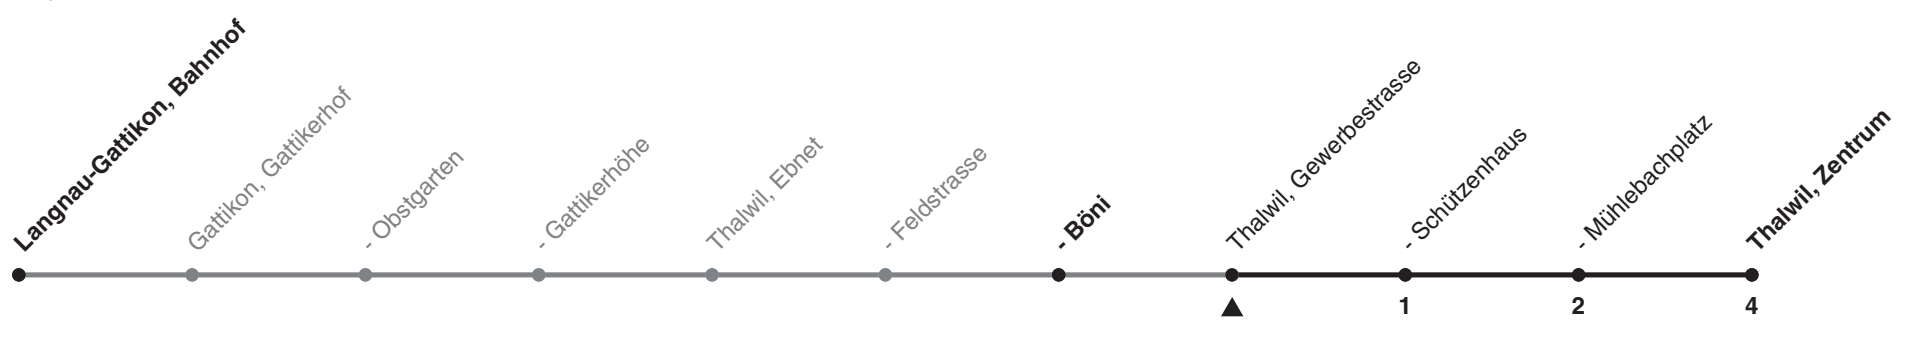 Langnau-Gattikon, Bahnhof
Gattikon, Gattikerhof
- Obstgarten
- Gattikerhöhe
Thalwil, Ebnet
- Feldstrasse
- Böni
Thalwil, Gewerbestrasse
- Schützenhaus
- Mühlebachplatz
Thalwil, Zentrum
1
2
4